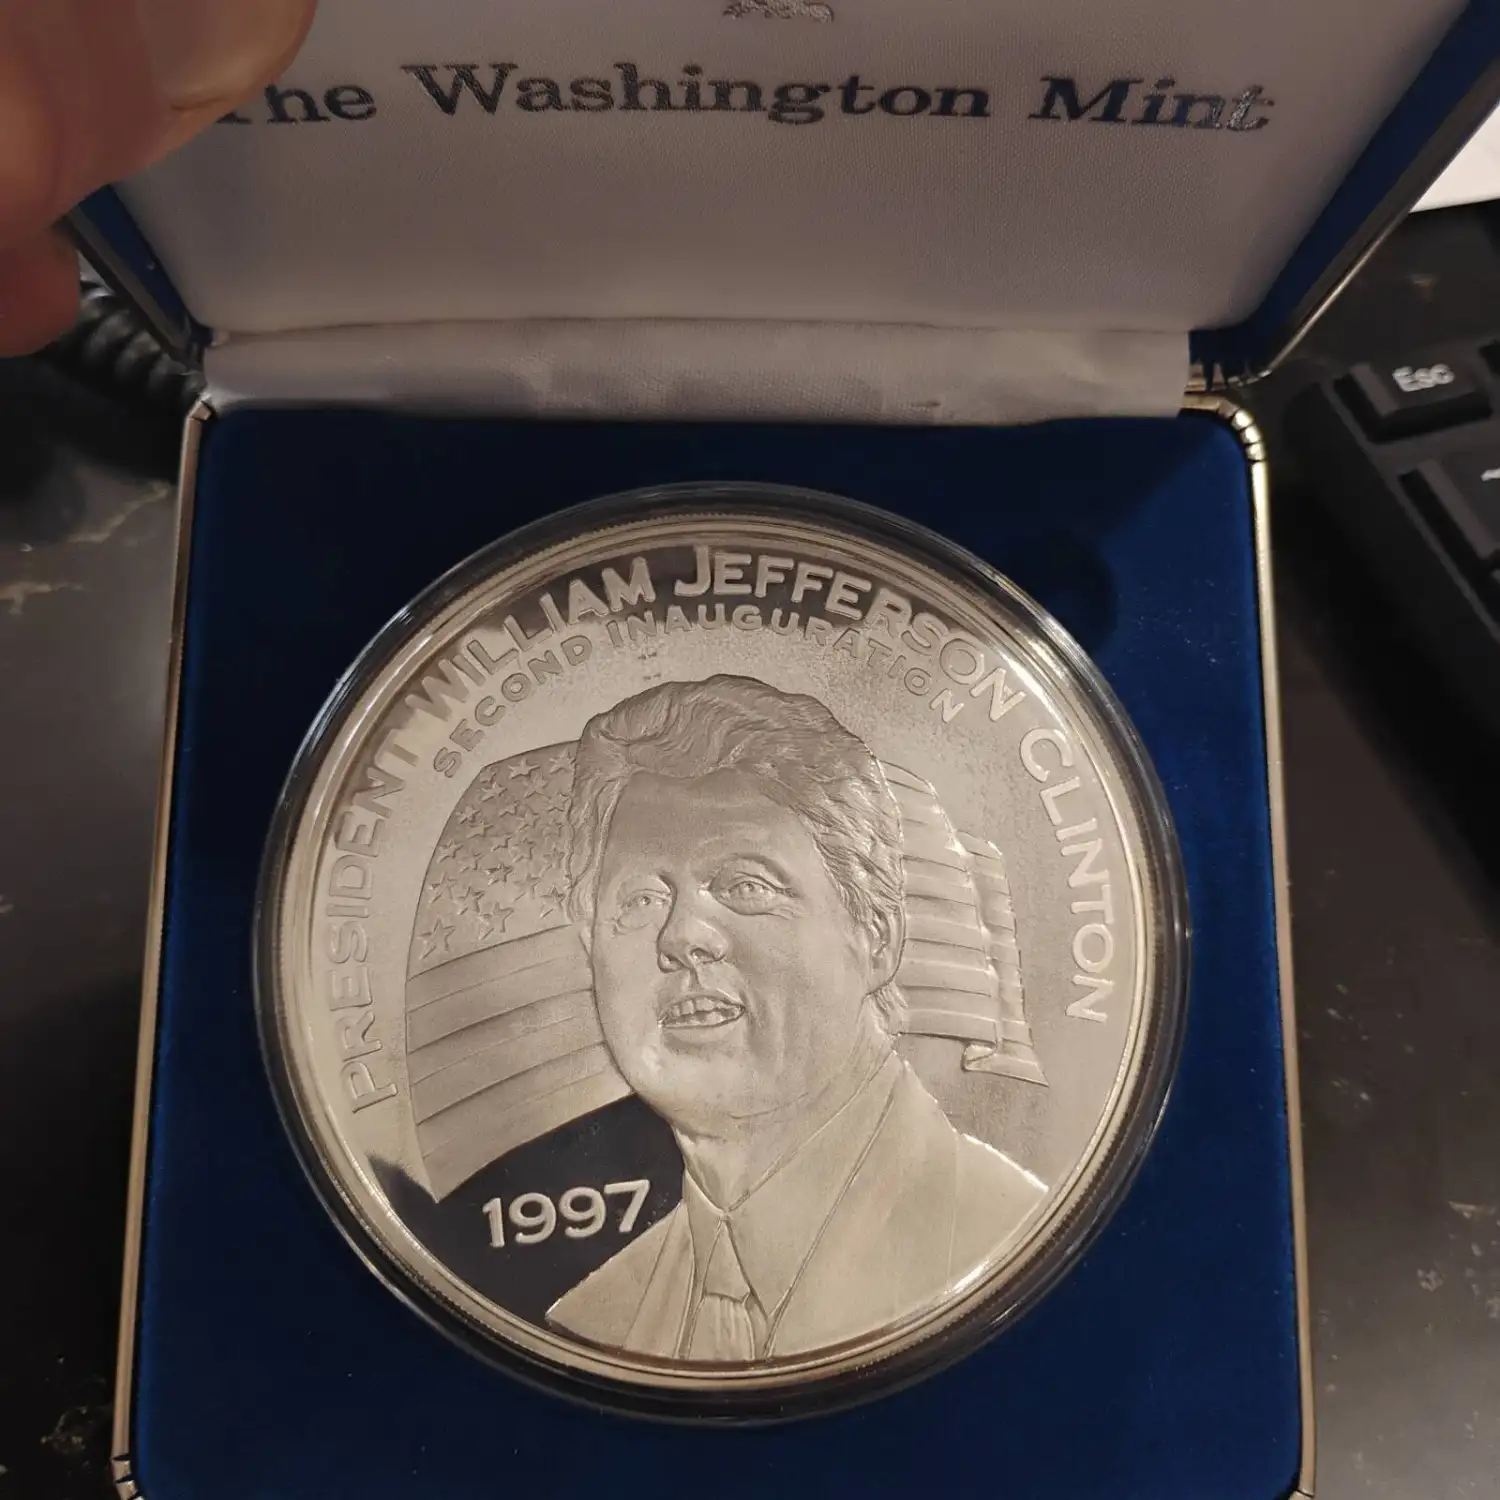 The Washington Mint
PRESIDENT WILLIAM JEFFERSON CLINTON
SECOND INAUGURATION
1997
Esc